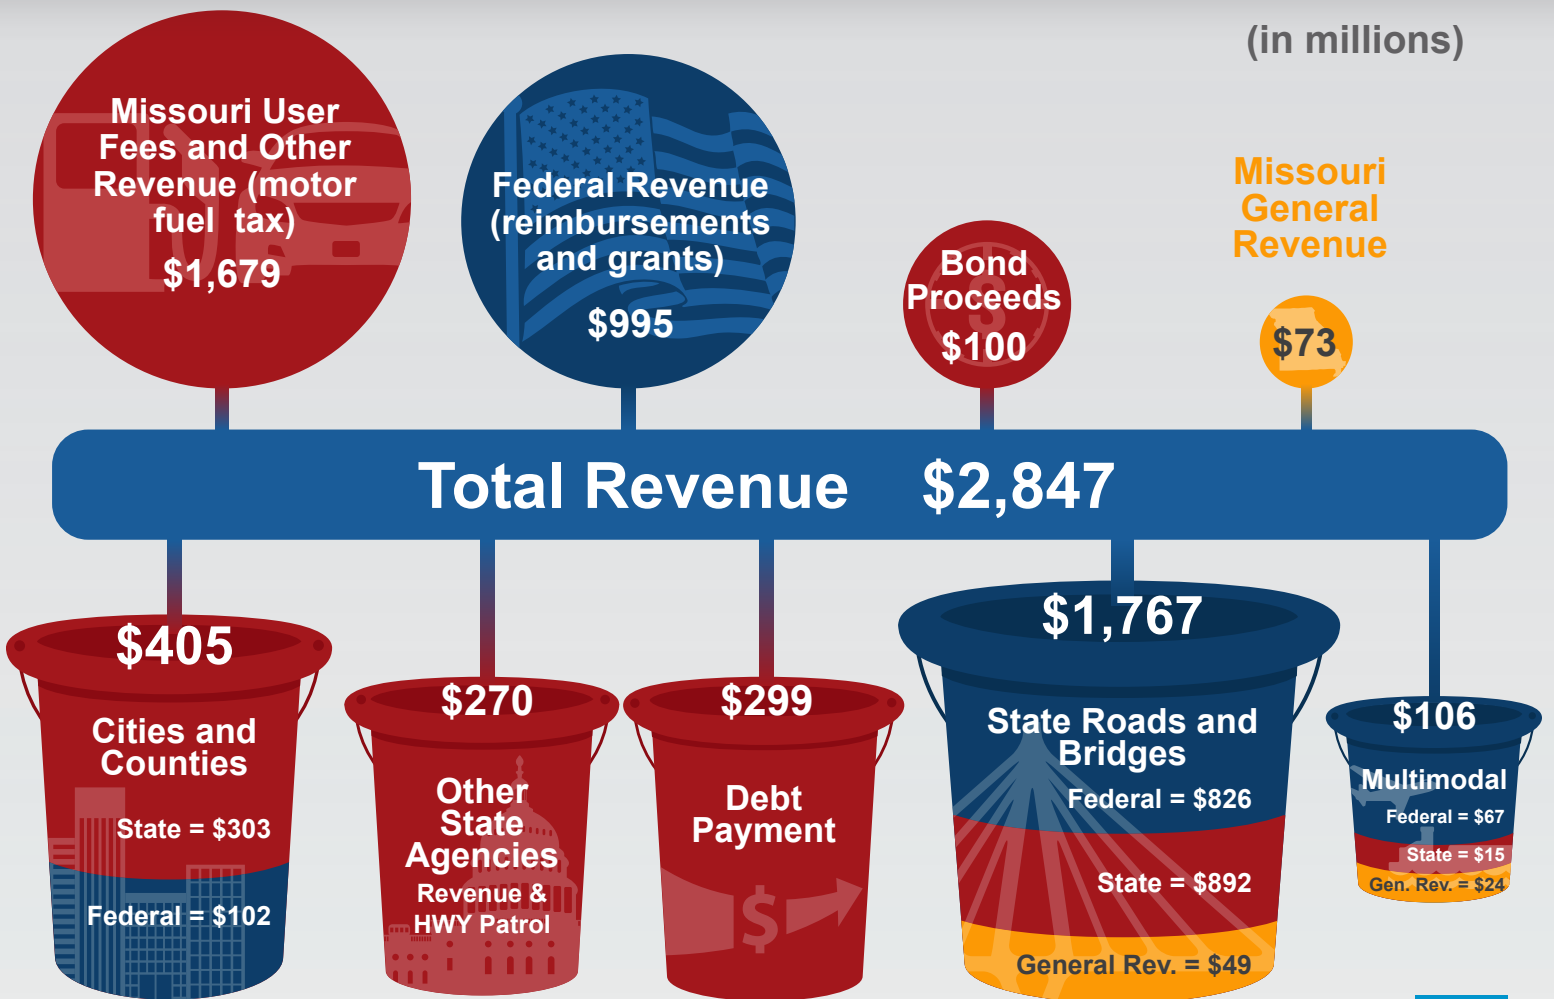 (in millions)
Missouri User
Fees and Other
Revenue (motor
fuel tax)
$1,679
Federal Revenue
(reimbursements
and grants)
$995
Bond
Proceeds
$100
Missouri
General
Revenue
$73
Total Revenue $2,847
$405
Cities and
Counties
State = $303
Federal = $102
$270
Other
State
Agencies
Revenue &
HWY Patrol
$299
Debt
Payment
$
$1,767
State Roads and
Bridges
Federal = $826
State = $892
General Rev. = $49
$106
Multimodal
Federal = $67
State = $15
Gen. Rev. = $24